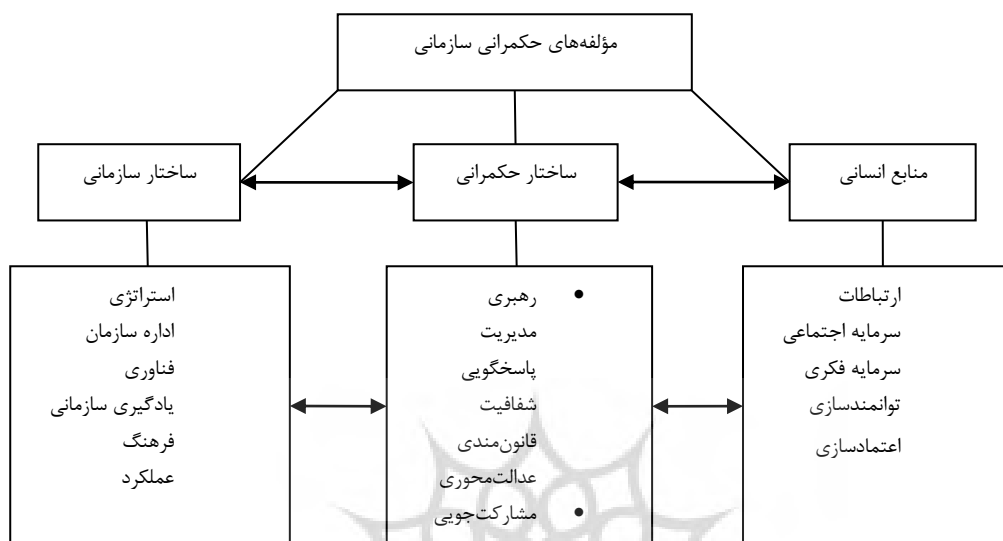 مؤلفه‌های حکمرانی سازمانی
منابع انسانی
ساختار حکمرانی
ساختار سازمانی
ارتباطات
سرمایه اجتماعی
سرمایه فکری
توانمندسازی
اعتمادسازی
• رهبری
مدیریت
پاسخگویی
شفافیت
قانون‌مندی
عدالت‌محوری
• مشارکت‌جویی
استراتژی
اداره سازمان
فناوری
یادگیری سازمانی
فرهنگ
عملکرد